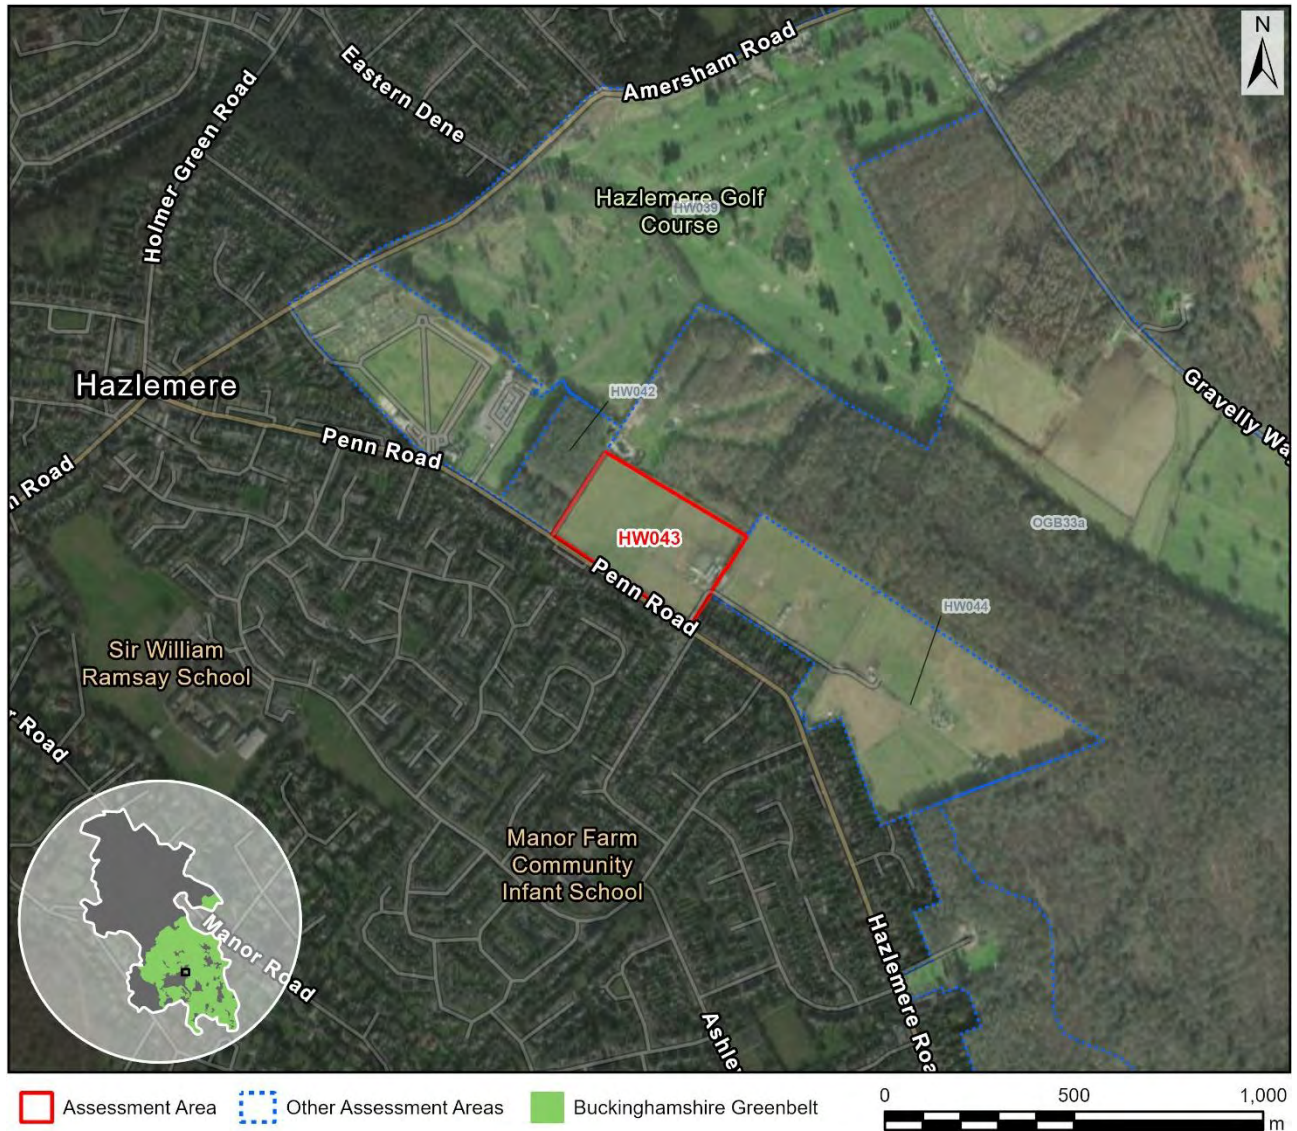 N
Amersham Road
Eastern Dene
Holmer Green Road
Hazlemere Golf
Course
HW039
Hazlemere
HW042
Gravelly Wa
Penn Road
n Road
OGB33a
HW043
Penn Road
HW044
Sir William
Ramsay School
r Road
Manor Farm
Community
Infant School
Manor Road
Hazlemere Roa
Ashley
Assessment Area
Other Assessment Areas
Buckinghamshire Greenbelt
0 500 1,000
m